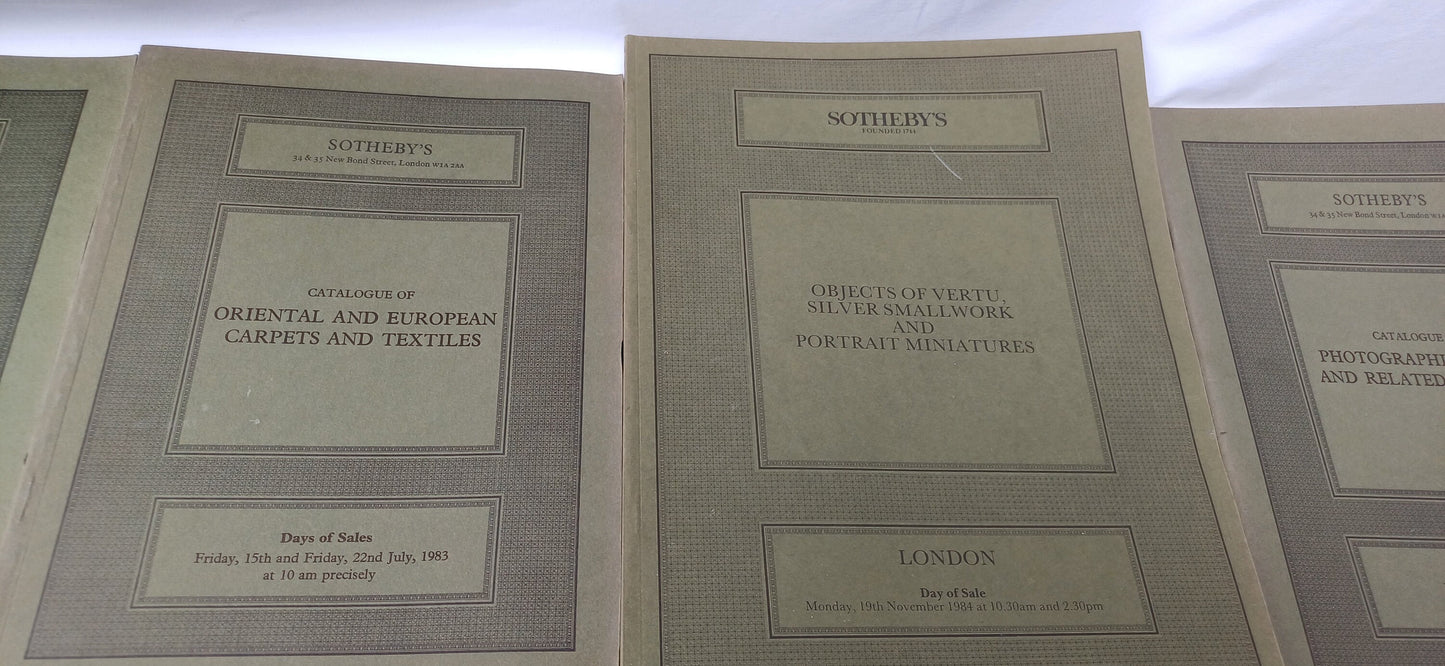 SOTHEBY'S
34 & 35 New Bond Street, London W1A 2AA
CATALOGUE OF
ORIENTAL AND EUROPEAN
CARPETS AND TEXTILES
Days of Sales
Friday, 15th and Friday, 22nd July, 1983
at 10 am precisely
SOTHEBY'S
FOUNDED 1744
OBJECTS OF VERTU,
SILVER SMALLWORK
AND
PORTRAIT MINIATURES
LONDON
Day of Sale
Monday, 19th November 1984 at 10.30am and 2.30pm
SOTHEBY'S
34 & 35 New Bond Street, London W1A
CATALOGUE
PHOTOGRAPHI
AND RELATED